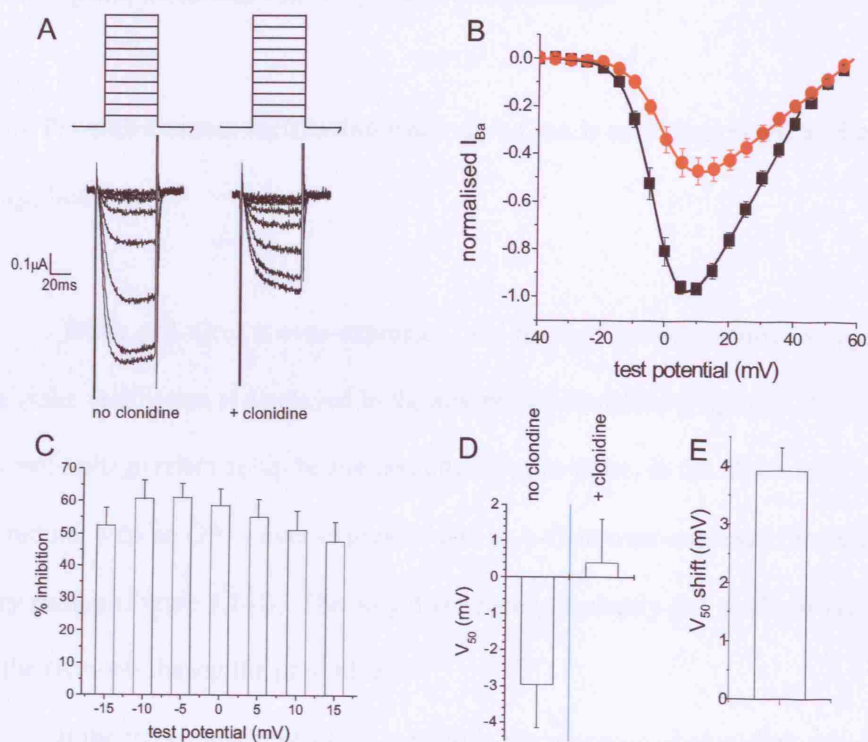 A
0.1µA
20ms
no clonidine
+ clonidine
B
normalised I_Ba
0.0
-0.2
-0.4
-0.6
-0.8
-1.0
-40 -20 0 20 40 60
test potential (mV)
C
% inhibition
70
60
50
40
30
20
10
0
-15 -10 -5 0 5 10 15
test potential (mV)
D
no clondine
+ clonidine
V50 (mV)
2
1
0
-1
-2
-3
-4
E
V50 shift (mV)
4
3
2
1
0